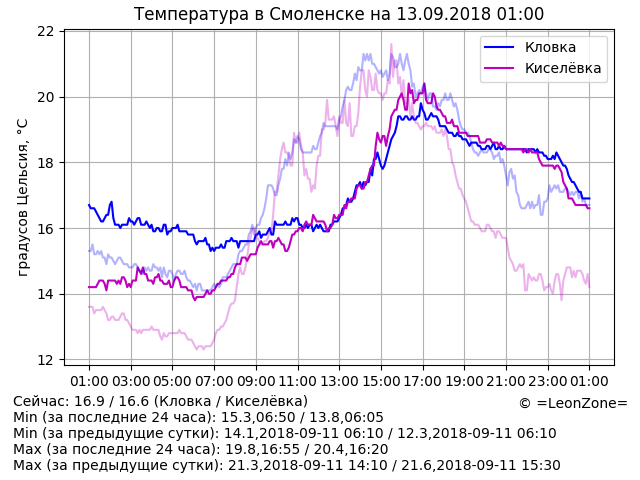 Температура в Смоленске на 13.09.2018 01:00
градусов Цельсия, °C
22
20
18
16
14
12
Кловка
Киселёвка
01:00 03:00 05:00 07:00 09:00 11:00 13:00 15:00 17:00 19:00 21:00 23:00 01:00
Сейчас: 16.9 / 16.6 (Кловка / Киселёвка)
© =LeonZone=
Min (за последние 24 часа): 15.3,06:50 / 13.8,06:05
Min (за предыдущие сутки): 14.1,2018-09-11 06:10 / 12.3,2018-09-11 06:10
Max (за последние 24 часа): 19.8,16:55 / 20.4,16:20
Max (за предыдущие сутки): 21.3,2018-09-11 14:10 / 21.6,2018-09-11 15:30